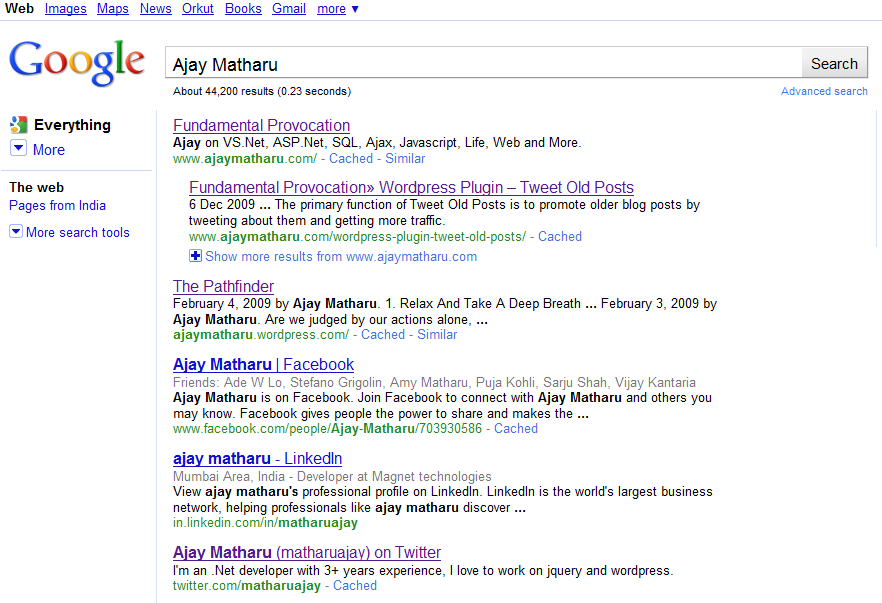 Web Images Maps News Orkut Books Gmail more ▼
Google
Ajay Matharu
Search
About 44,200 results (0.23 seconds)
Advanced search
Everything
More
The web
Pages from India
More search tools
Fundamental Provocation
Ajay on VS.Net, ASP.Net, SQL, Ajax, Javascript, Life, Web and More.
www.ajaymatharu.com/ - Cached - Similar
Fundamental Provocation» Wordpress Plugin – Tweet Old Posts
6 Dec 2009 ... The primary function of Tweet Old Posts is to promote older blog posts by
tweeting about them and getting more traffic.
www.ajaymatharu.com/wordpress-plugin-tweet-old-posts/ - Cached
Show more results from www.ajaymatharu.com
The Pathfinder
February 4, 2009 by Ajay Matharu. 1. Relax And Take A Deep Breath ... February 3, 2009 by
Ajay Matharu. Are we judged by our actions alone, ...
ajaymatharu.wordpress.com/ - Cached - Similar
Ajay Matharu | Facebook
Friends: Ade W Lo, Stefano Grigolin, Amy Matharu, Puja Kohli, Sarju Shah, Vijay Kantaria
Ajay Matharu is on Facebook. Join Facebook to connect with Ajay Matharu and others you
may know. Facebook gives people the power to share and makes the ...
www.facebook.com/people/Ajay-Matharu/703930586 - Cached
ajay matharu - LinkedIn
Mumbai Area, India - Developer at Magnet technologies
View ajay matharu's professional profile on LinkedIn. LinkedIn is the world's largest business
network, helping professionals like ajay matharu discover ...
in.linkedin.com/in/matharuajay
Ajay Matharu (matharuajay) on Twitter
I'm an .Net developer with 3+ years experience, I love to work on jquery and wordpress.
twitter.com/matharuajay - Cached